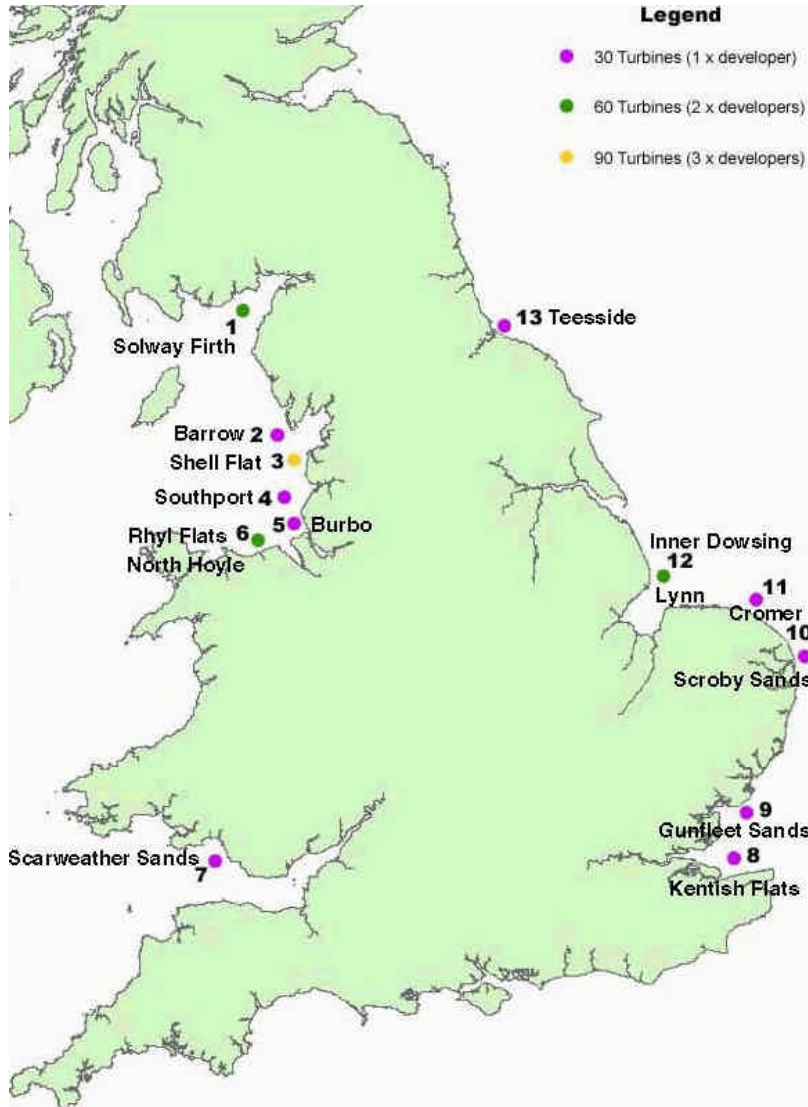 Legend
30 Turbines (1 x developer)
60 Turbines (2 x developers)
90 Turbines (3 x developers)
1
Solway Firth
13 Teesside
Barrow 2
Shell Flat 3
Southport 4
5 Burbo
Rhyl Flats 6
North Hoyle
Inner Dowsing
12
Lynn
11
Cromer
10
Scroby Sands
9
Gunfleet Sands
8
Kentish Flats
Scarweather Sands
7